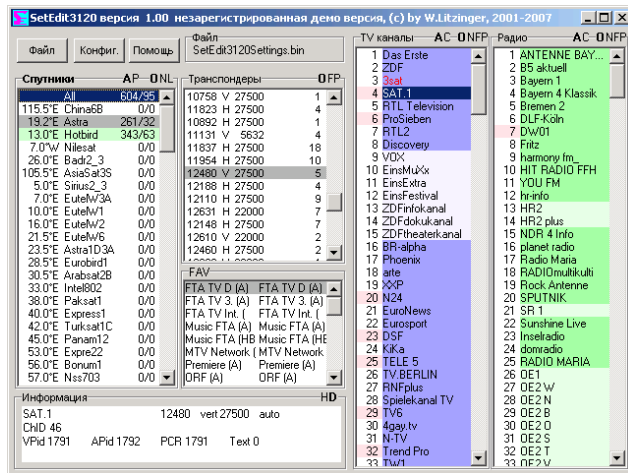 SetEdit3120 версия 1.00 незарегистрированная демо версия, (c) by W.Litzinger, 2001-2007
Файл
Конфиг.
Помощь
Файл
SetEdit3120Settings.bin
Спутники AP-ONL
All 604/95
115.5°E China6B 0/0
19.2°E Astra 261/32
13.0°E Hotbird 343/63
7.0°W Nilesat 0/0
26.0°E Badr2_3 0/0
105.5°E AsiaSat3S 0/0
5.0°E Sirius2_3 0/0
7.0°E EutelW3A 0/0
10.0°E EutelW1 0/0
16.0°E EutelW2 0/0
21.5°E EutelW6 0/0
23.5°E Astra1D3A 0/0
28.5°E Eurobird1 0/0
30.5°E Arabsat2B 0/0
33.0°E Intel802 0/0
38.0°E Paksat1 0/0
40.0°E Express1 0/0
42.0°E Turksat1C 0/0
45.0°E Panam12 0/0
53.0°E Expre22 0/0
56.0°E Bonum1 0/0
57.0°E Nss703 0/0
Транспондеры OFP
10758 V 27500 1
11823 H 27500 4
10892 H 27500 1
11131 V 5632 4
11837 H 27500 18
11954 H 27500 10
12480 V 27500 5
12188 H 27500 4
12110 H 27500 9
12631 H 22000 7
12148 H 27500 7
12610 V 22000 2
12460 H 27500 2
FAV
FTA TV D (A) FTA TV D (A)
FTA TV 3. (A) FTA TV 3. (A)
FTA TV Int. ( FTA TV Int. (
Music FTA (A) Music FTA (A)
Music FTA (HB Music FTA (HE
MTV Network ( MTV Network
Premiere (A) Premiere (A)
ORF (A) ORF (A)
TV каналы AC-ONFP
1 Das Erste
2 ZDF
3 3sat
4 SAT.1
5 RTL Television
6 ProSieben
7 RTL2
8 Discovery
9 VOX
10 EinsMuXx
11 EinsExtra
12 EinsFestival
13 ZDFinfokanal
14 ZDFdokukanal
15 ZDFtheaterkanal
16 BR-alpha
17 Phoenix
18 arte
19 XXP
20 N24
21 EuroNews
22 Eurosport
23 DSF
24 KiKa
25 TELE 5
26 TV.BERLIN
27 RNFplus
28 Spielekanal TV
29 TV6
30 4gay.tv
31 N-TV
32 Trend Pro
33 TW1
Радио AC-ONFP
1 ANTENNE BAY...
2 B5 aktuell
3 Bayern 1
4 Bayern 4 Klassik
5 Bremen 2
6 DLF-Köln
7 DW01
8 Fritz
9 harmony fm_
10 HIT RADIO FFH
11 YOU FM
12 hr-info
13 HR2
14 HR2 plus
15 NDR 4 Info
16 planet radio
17 Radio Maria
18 RADIOmultikulti
19 Rock Antenne
20 SPUTNIK
21 SR 1
22 Sunshine Live
23 Inselradio
24 domradio
25 RADIO MARIA
26 OE1
27 OE2 W
28 OE2 N
29 OE2 B
30 OE2 O
31 OE2 S
32 OE2 T
33 OE2 V
Информация HD-
SAT.1 12480 vert 27500 auto
ChID 46
VPid 1791 APid 1792 PCR 1791 Text 0